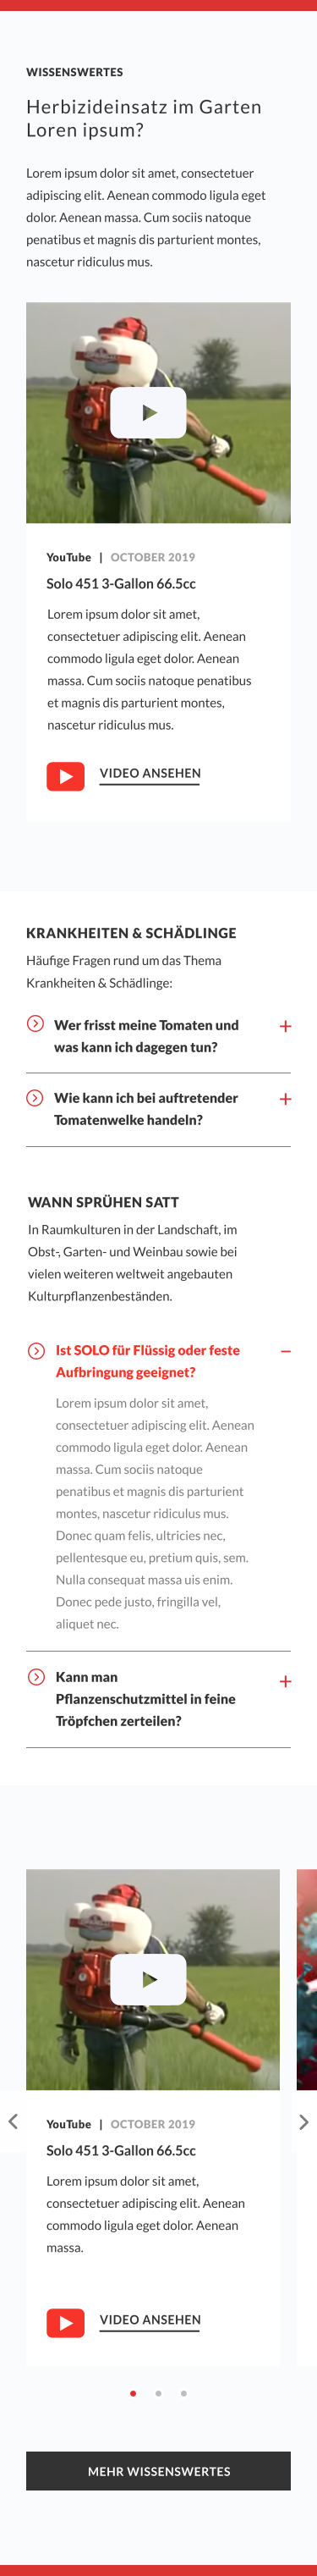 WISSENSWERTES
Herbizideinsatz im Garten
Loren ipsum?
Lorem ipsum dolor sit amet, consectetuer
adipiscing elit. Aenean commodo ligula eget
dolor. Aenean massa. Cum sociis natoque
penatibus et magnis dis parturient montes,
nascetur ridiculus mus.
YouTube | OCTOBER 2019
Solo 451 3-Gallon 66.5cc
Lorem ipsum dolor sit amet,
consectetuer adipiscing elit. Aenean
commodo ligula eget dolor. Aenean
massa. Cum sociis natoque penatibus
et magnis dis parturient montes,
nascetur ridiculus mus.
VIDEO ANSEHEN
KRANKHEITEN & SCHÄDLINGE
Häufige Fragen rund um das Thema
Krankheiten & Schädlinge:
Wer frisst meine Tomaten und
was kann ich dagegen tun?
Wie kann ich bei auftretender
Tomatenwelke handeln?
WANN SPRÜHEN SATT
In Raumkulturen in der Landschaft, im
Obst-, Garten- und Weinbau sowie bei
vielen weiteren weltweit angebauten
Kulturpflanzenbeständen.
Ist SOLO für Flüssig oder feste
Aufbringung geeignet?
Lorem ipsum dolor sit amet,
consectetuer adipiscing elit. Aenean
commodo ligula eget dolor. Aenean
massa. Cum sociis natoque
penatibus et magnis dis parturient
montes, nascetur ridiculus mus.
Donec quam felis, ultricies nec,
pellentesque eu, pretium quis, sem.
Nulla consequat massa uis enim.
Donec pede justo, fringilla vel,
aliquet nec.
Kann man
Pflanzenschutzmittel in feine
Tröpfchen zerteilen?
YouTube | OCTOBER 2019
Solo 451 3-Gallon 66.5cc
Lorem ipsum dolor sit amet,
consectetuer adipiscing elit. Aenean
commodo ligula eget dolor. Aenean
massa.
VIDEO ANSEHEN
MEHR WISSENSWERTES